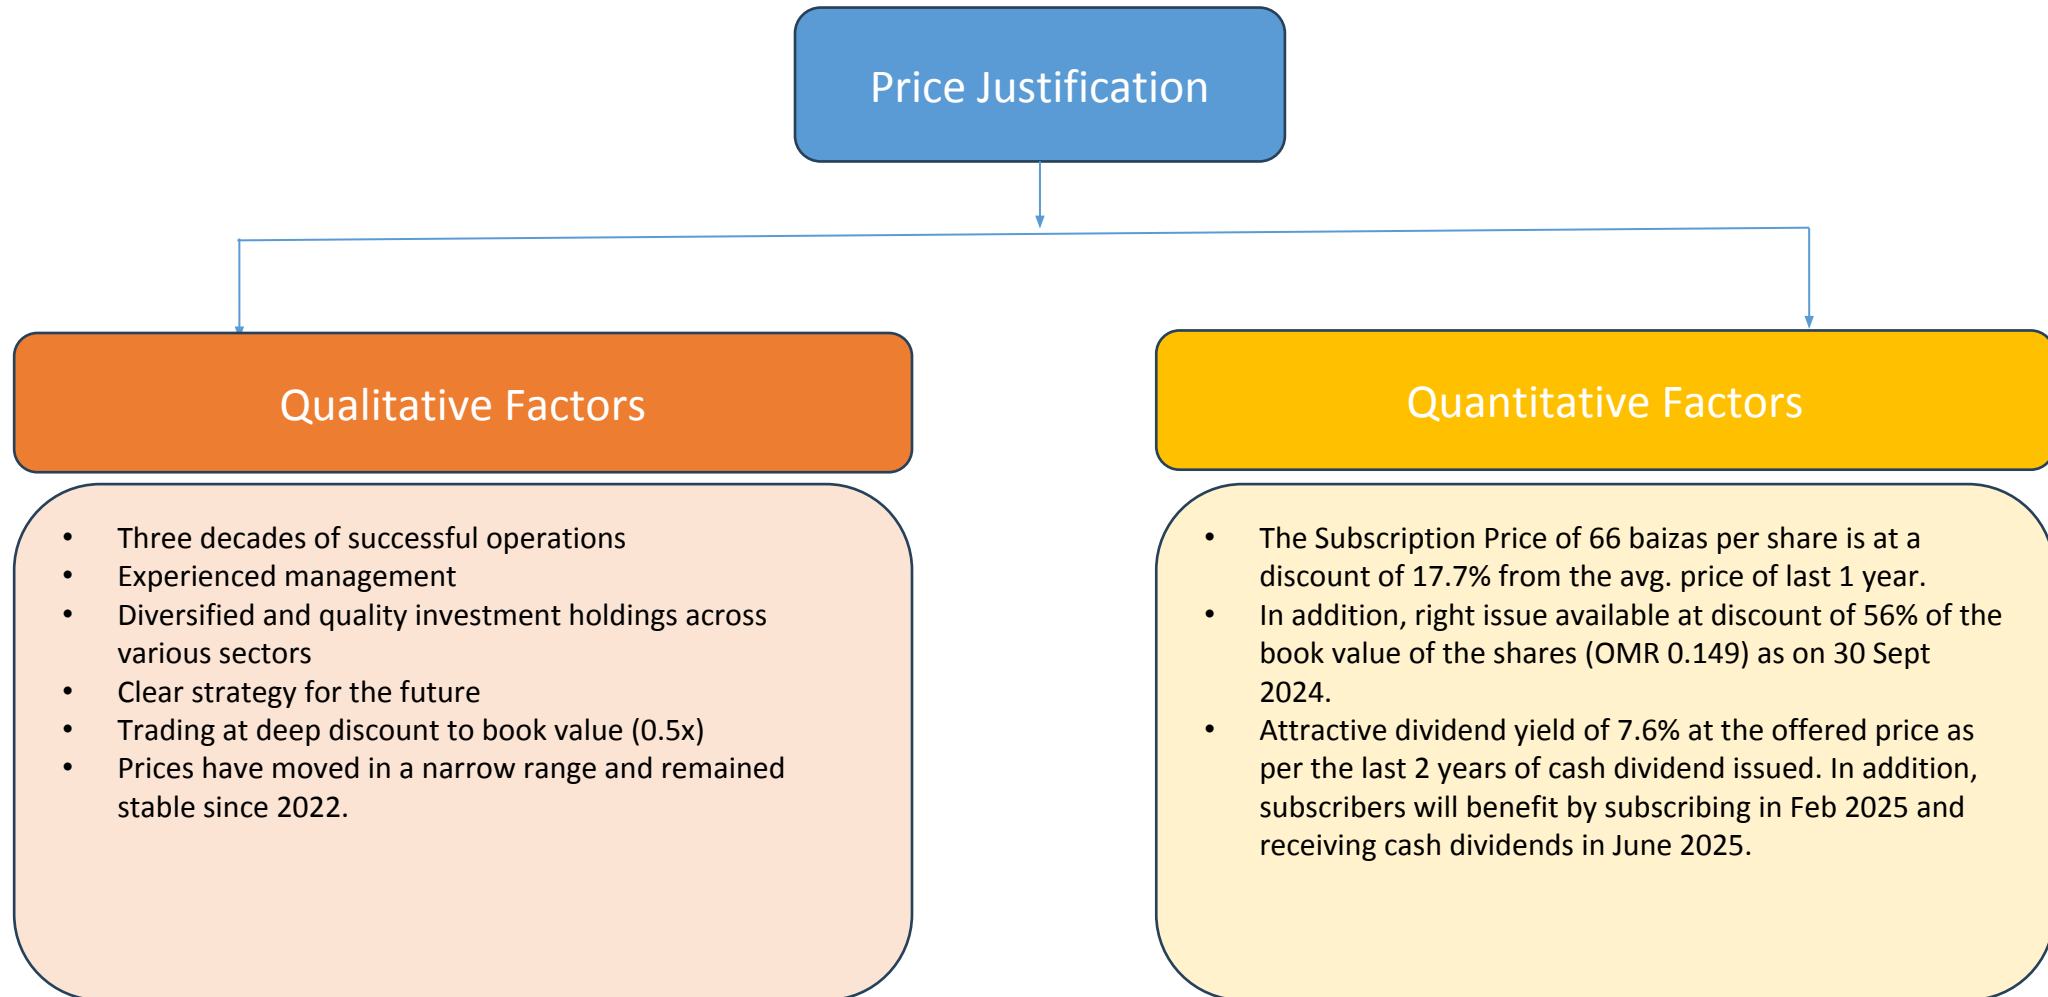 Price Justification
Qualitative Factors
• Three decades of successful operations
• Experienced management
• Diversified and quality investment holdings across
various sectors
• Clear strategy for the future
• Trading at deep discount to book value (0.5x)
• Prices have moved in a narrow range and remained
stable since 2022.
Quantitative Factors
• The Subscription Price of 66 baizas per share is at a
discount of 17.7% from the avg. price of last 1 year.
• In addition, right issue available at discount of 56% of the
book value of the shares (OMR 0.149) as on 30 Sept
2024.
• Attractive dividend yield of 7.6% at the offered price as
per the last 2 years of cash dividend issued. In addition,
subscribers will benefit by subscribing in Feb 2025 and
receiving cash dividends in June 2025.